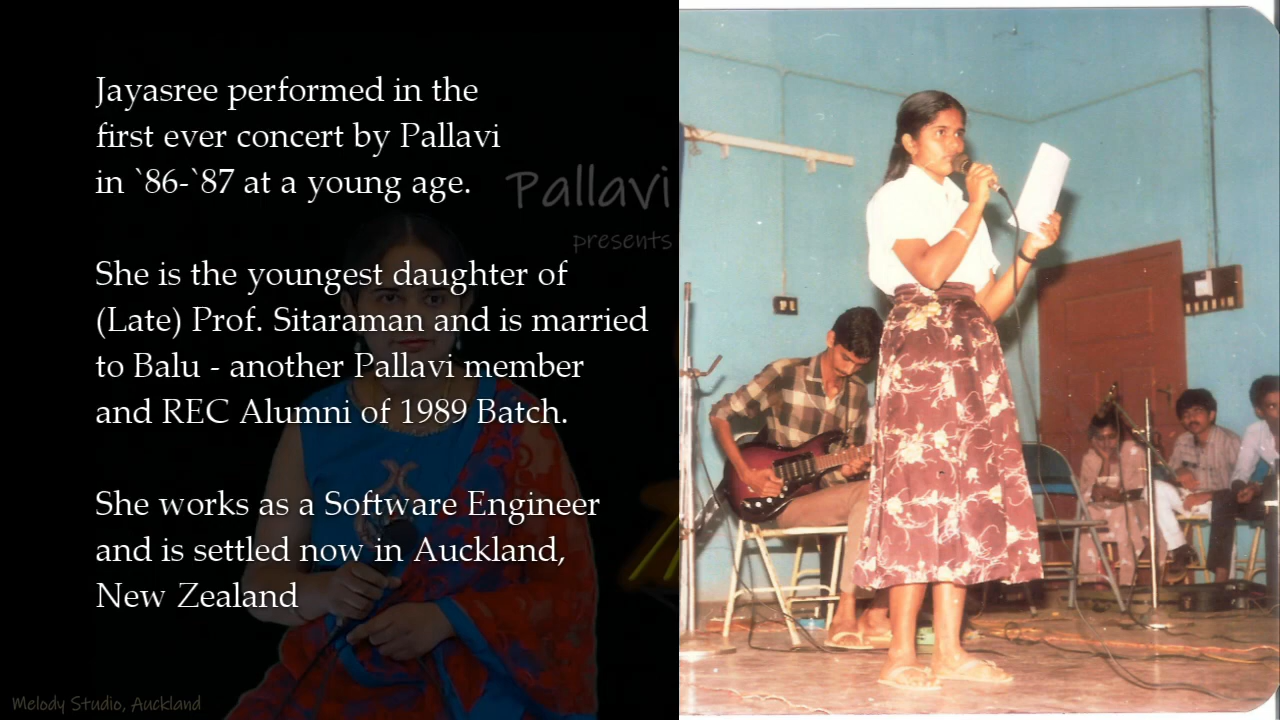 Jayasree performed in the
first ever concert by Pallavi
in `86-`87 at a young age.
Pallavi
presents
She is the youngest daughter of
(Late) Prof. Sitaraman and is married
to Balu - another Pallavi member
and REC Alumni of 1989 Batch.
She works as a Software Engineer
and is settled now in Auckland,
New Zealand
Melody Studio, Auckland